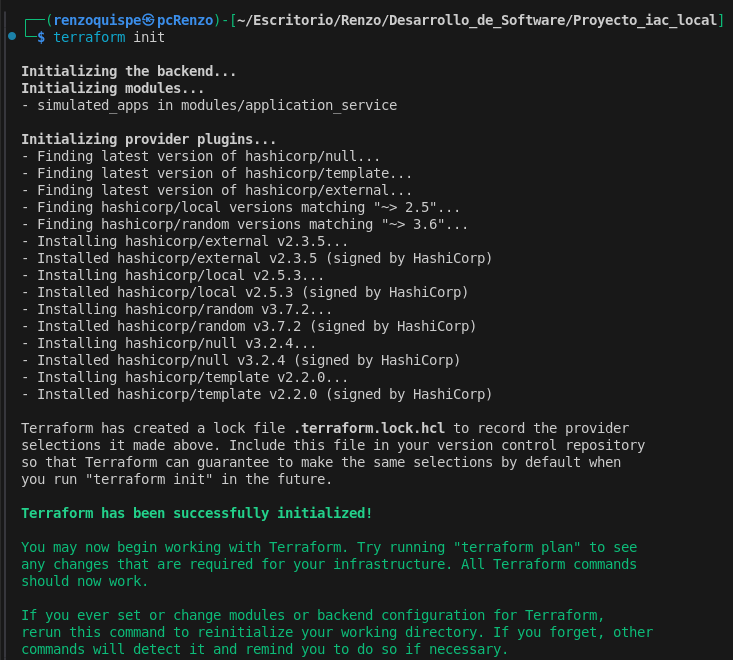 ┌──(renzoquispe㉿pcRenzo)-[~/Escritorio/Renzo/Desarrollo_de_Software/Proyecto_iac_local]
└─$ terraform init
Initializing the backend...
Initializing modules...
- simulated_apps in modules/application_service
Initializing provider plugins...
- Finding latest version of hashicorp/null...
- Finding latest version of hashicorp/template...
- Finding latest version of hashicorp/external...
- Finding hashicorp/local versions matching "~> 2.5"...
- Finding hashicorp/random versions matching "~> 3.6"...
- Installing hashicorp/external v2.3.5...
- Installed hashicorp/external v2.3.5 (signed by HashiCorp)
- Installing hashicorp/local v2.5.3...
- Installed hashicorp/local v2.5.3 (signed by HashiCorp)
- Installing hashicorp/random v3.7.2...
- Installed hashicorp/random v3.7.2 (signed by HashiCorp)
- Installing hashicorp/null v3.2.4...
- Installed hashicorp/null v3.2.4 (signed by HashiCorp)
- Installing hashicorp/template v2.2.0...
- Installed hashicorp/template v2.2.0 (signed by HashiCorp)
Terraform has created a lock file .terraform.lock.hcl to record the provider
selections it made above. Include this file in your version control repository
so that Terraform can guarantee to make the same selections by default when
you run "terraform init" in the future.
Terraform has been successfully initialized!
You may now begin working with Terraform. Try running "terraform plan" to see
any changes that are required for your infrastructure. All Terraform commands
should now work.
If you ever set or change modules or backend configuration for Terraform,
rerun this command to reinitialize your working directory. If you forget, other
commands will detect it and remind you to do so if necessary.